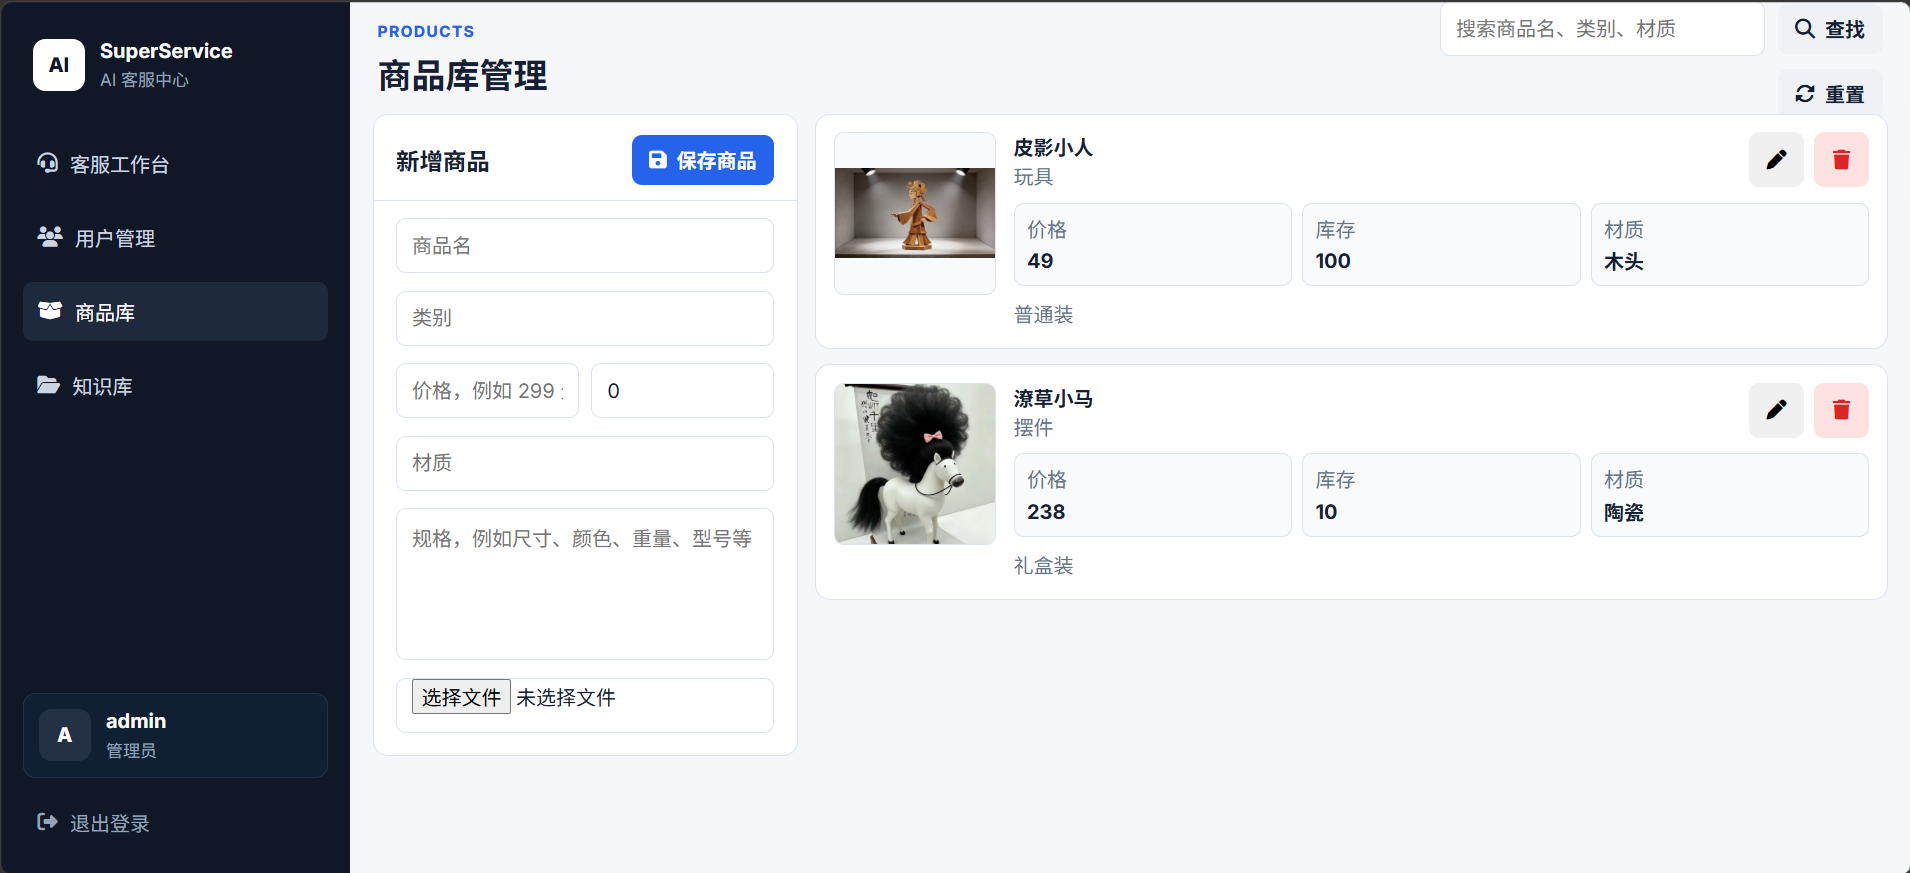 AI
SuperService
AI 客服中心
客服工作台
用户管理
商品库
知识库
A
admin
管理员
退出登录
PRODUCTS
商品库管理
搜索商品名、类别、材质
查找
重置
新增商品
保存商品
商品名
类别
价格，例如 299
0
材质
规格，例如尺寸、颜色、重量、型号等
选择文件 未选择文件
皮影小人
玩具
价格
49
库存
100
材质
木头
普通装
潦草小马
摆件
价格
238
库存
10
材质
陶瓷
礼盒装